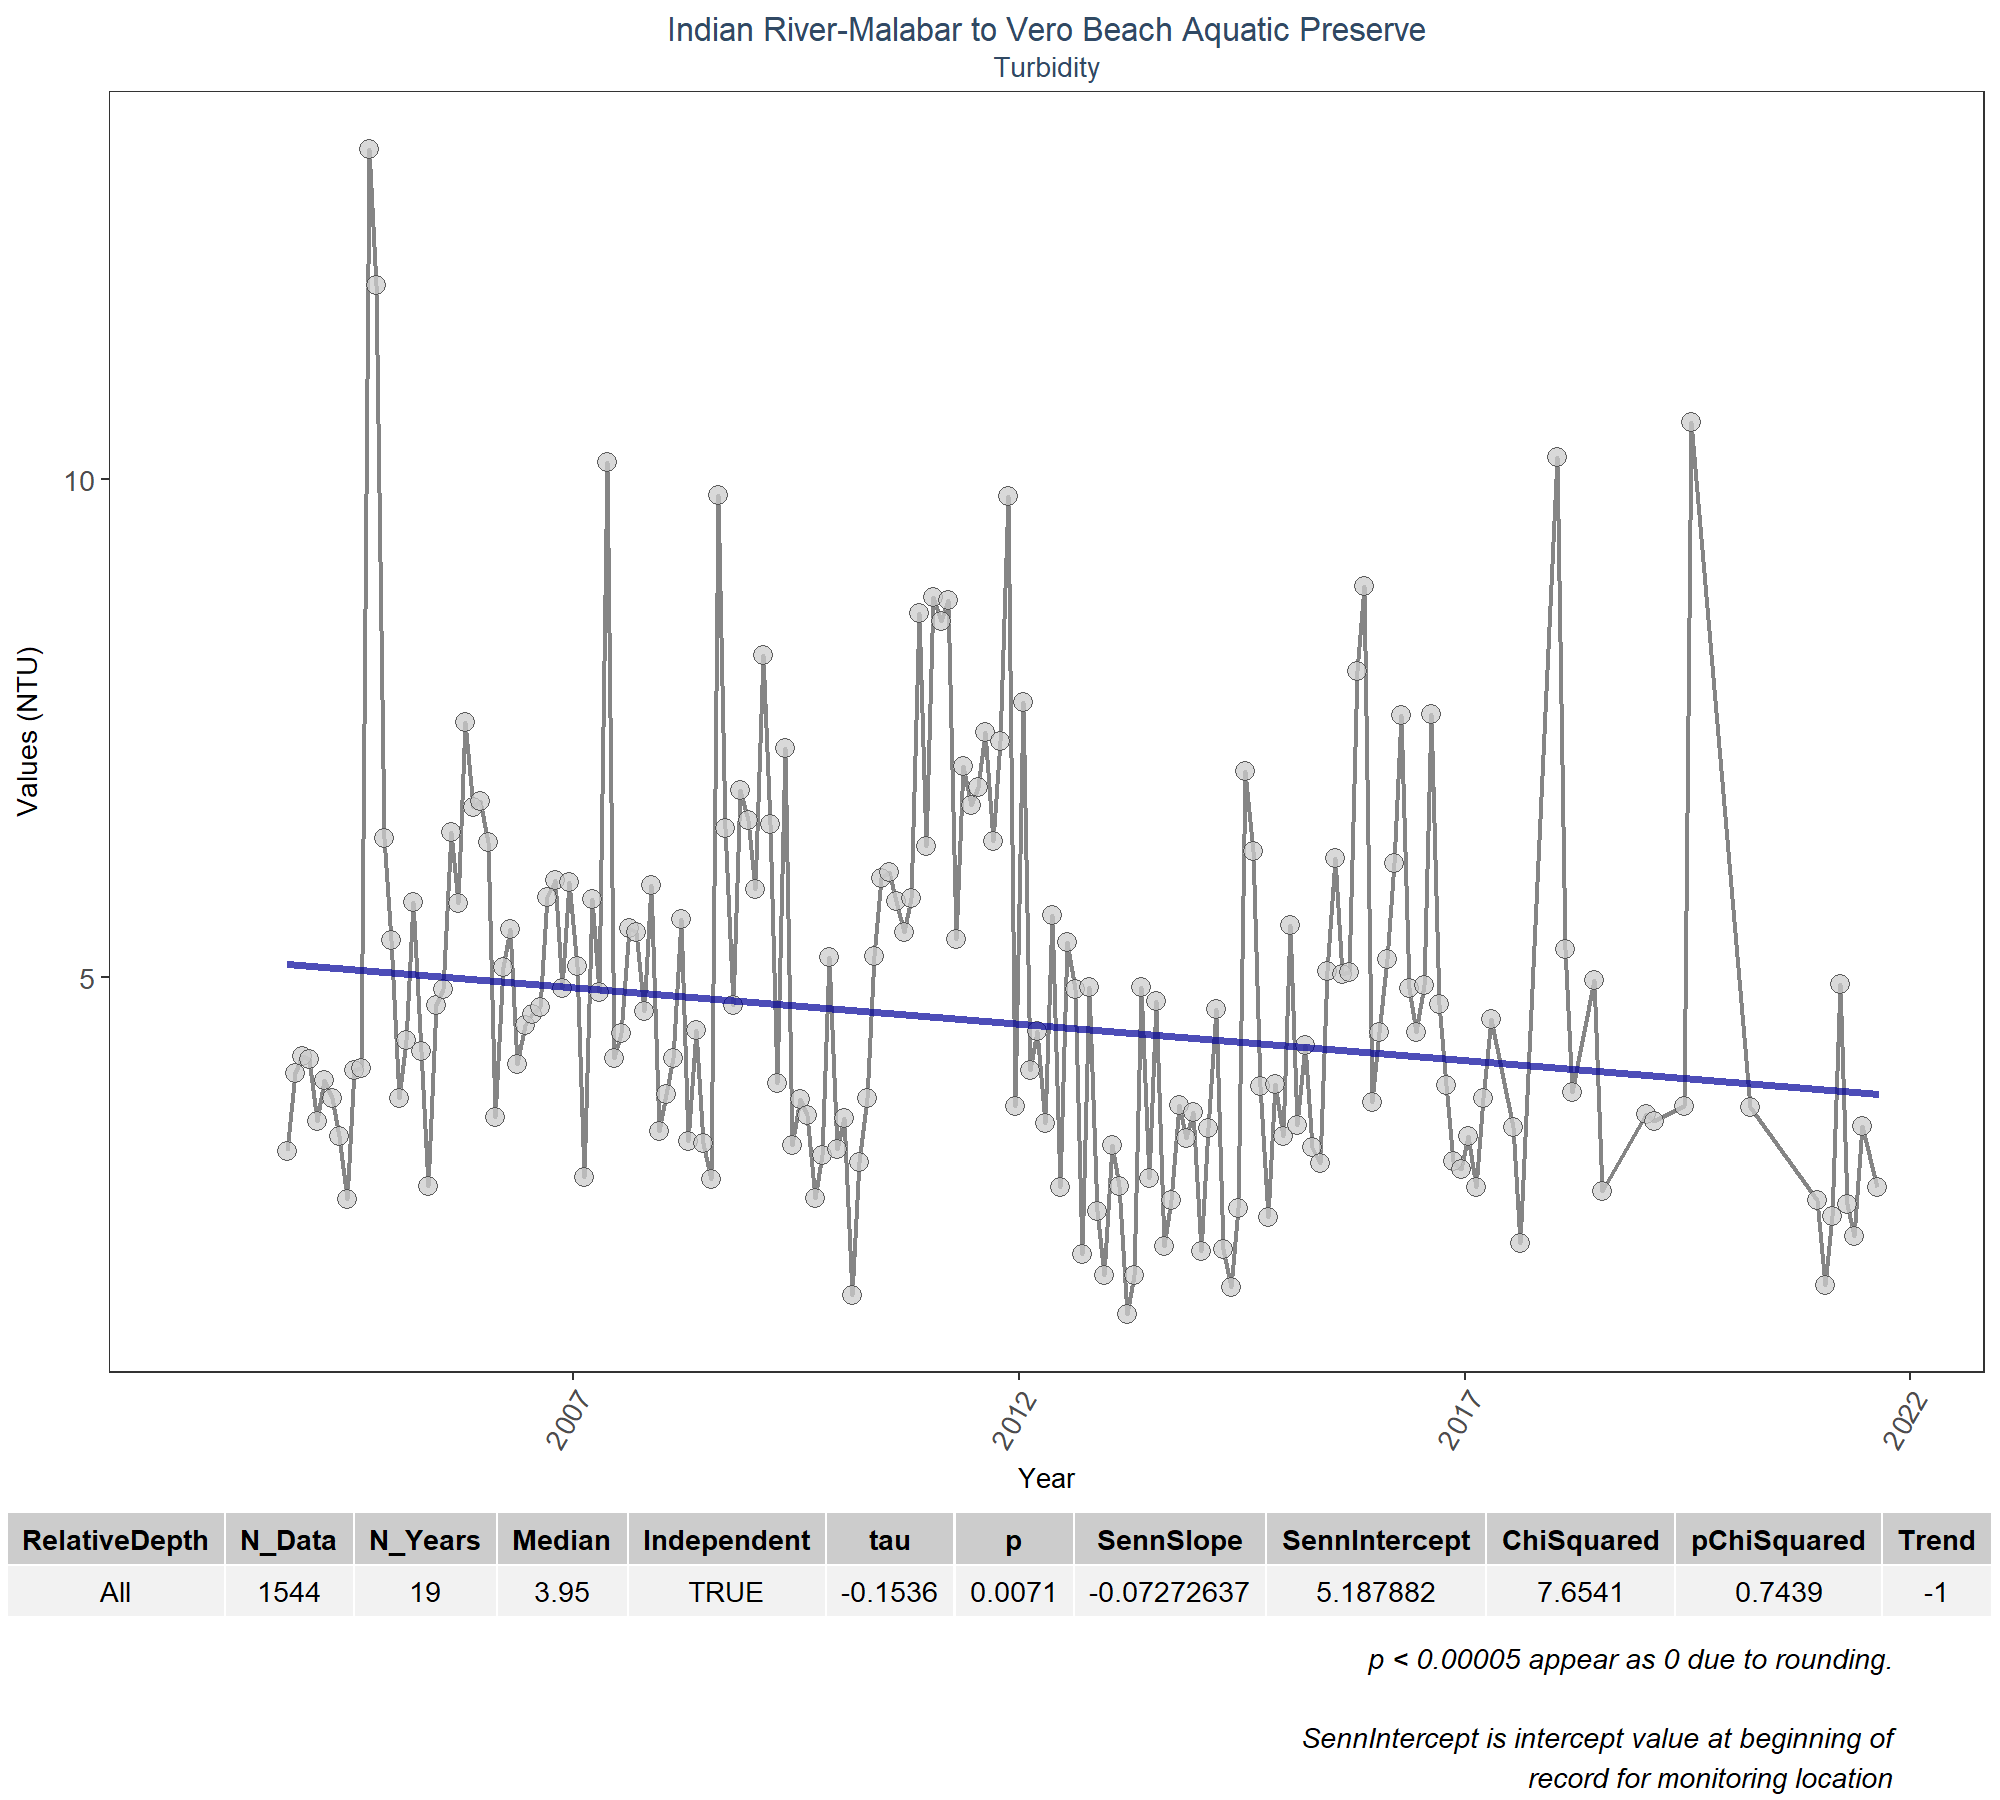 Indian River-Malabar to Vero Beach Aquatic Preserve
Turbidity
Values (NTU)
10
5
2007 2012 2017 2022
Year
RelativeDepth N_Data N_Years Median Independent tau p SennSlope SennIntercept ChiSquared pChiSquared Trend
All 1544 19 3.95 TRUE -0.1536 0.0071 -0.07272637 5.187882 7.6541 0.7439 -1
p < 0.00005 appear as 0 due to rounding.
SennIntercept is intercept value at beginning of
record for monitoring location